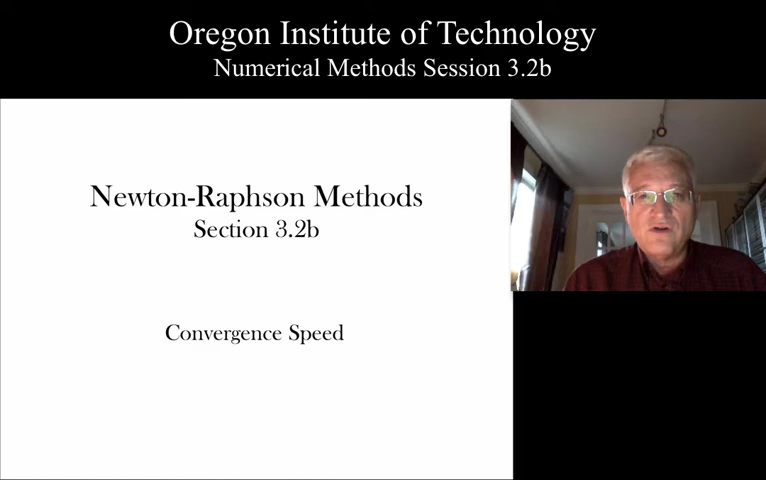 Oregon Institute of Technology
Numerical Methods Session 3.2b
Newton-Raphson Methods
Section 3.2b
Convergence Speed